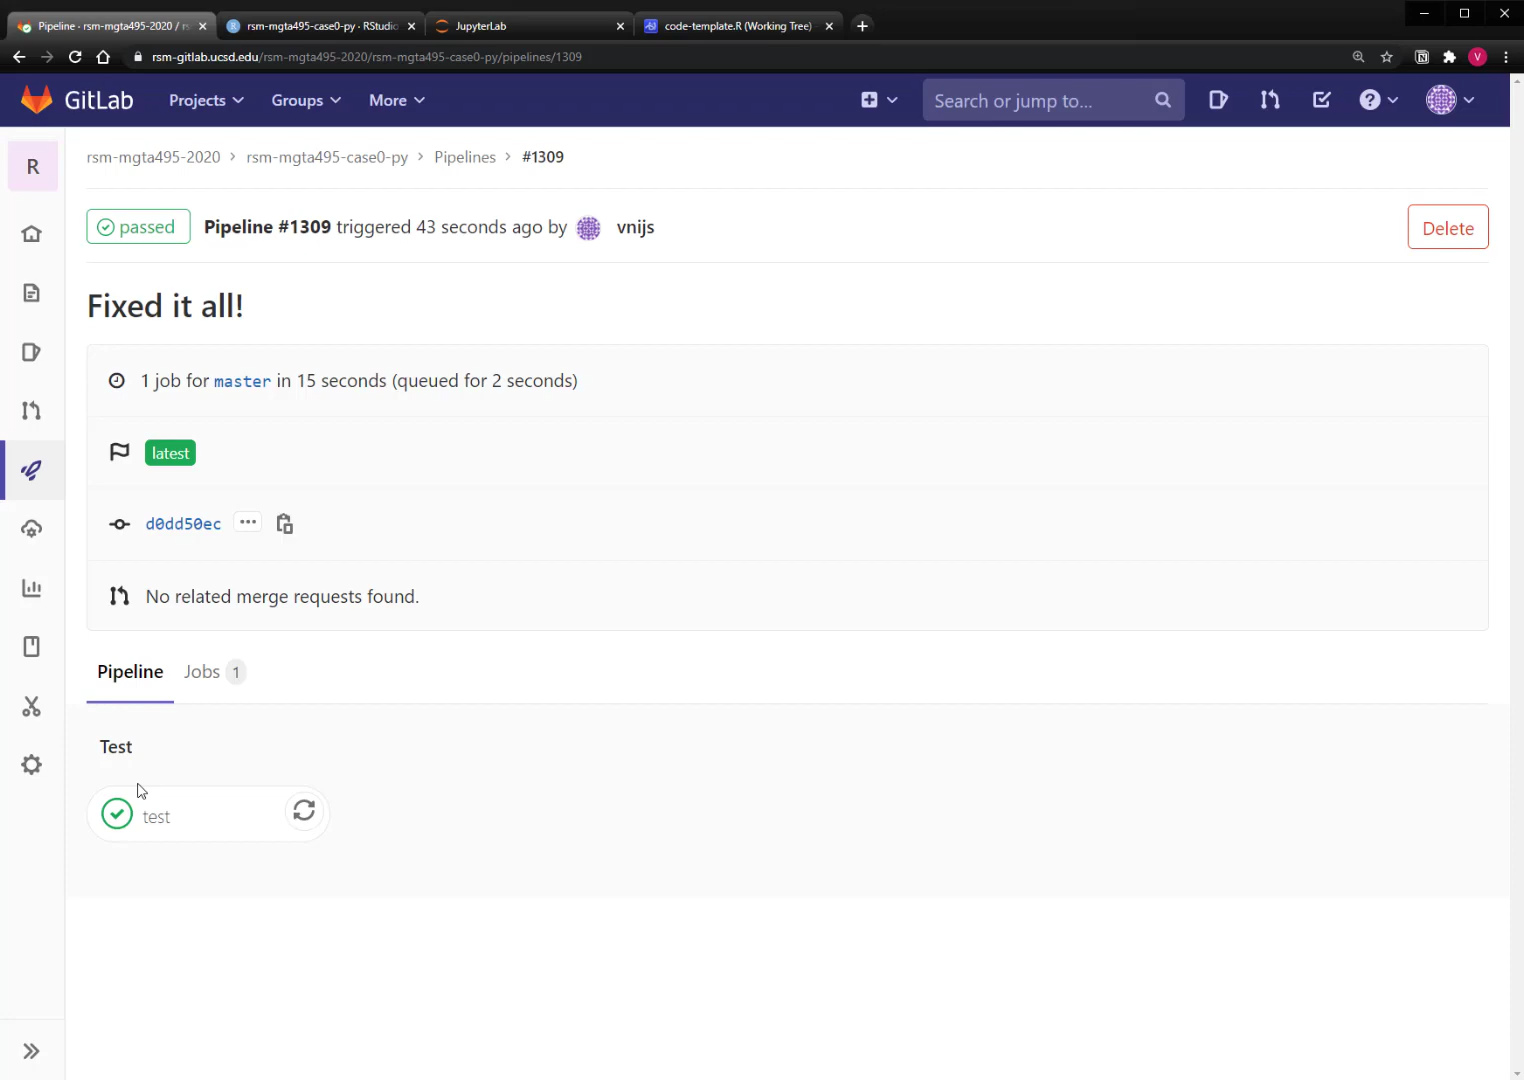 Pipeline · rsm-mgta495-2020 / rs
rsm-mgta495-case0-py · RStudio
JupyterLab
code-template.R (Working Tree)
rsm-gitlab.ucsd.edu/rsm-mgta495-2020/rsm-mgta495-case0-py/pipelines/1309
V
GitLab
Projects
Groups
More
Search or jump to...
R
rsm-mgta495-2020 > rsm-mgta495-case0-py > Pipelines > #1309
passed
Pipeline #1309 triggered 43 seconds ago by vnijs
Delete
Fixed it all!
1 job for master in 15 seconds (queued for 2 seconds)
latest
d0dd50ec
No related merge requests found.
Pipeline
Jobs 1
Test
test